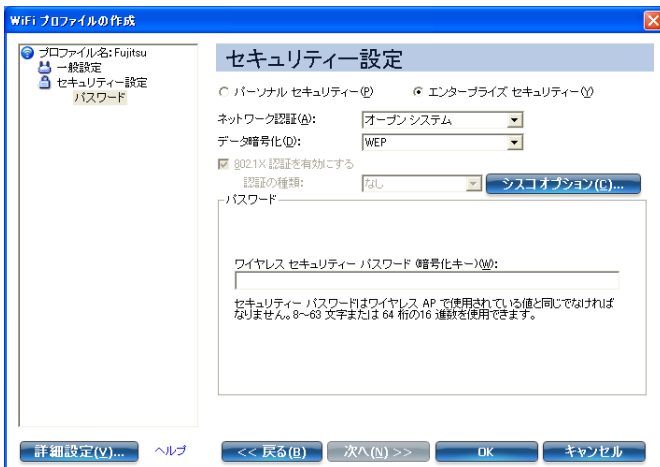 WiFi プロファイルの作成
プロファイル名: Fujitsu
一般設定
セキュリティー設定
パスワード
セキュリティー設定
パーソナル セキュリティー(P)
エンタープライズ セキュリティー(Y)
ネットワーク認証(A):
オープン システム
データ暗号化(D):
WEP
802.1X 認証を有効にする
認証の種類:
なし
シスコ オプション(C)...
パスワード
ワイヤレス セキュリティー パスワード (暗号化キー)(W):
セキュリティー パスワードはワイヤレス AP で使用されている値と同じでなければ
なりません。8~63 文字または 64 桁の16 進数を使用できます。
詳細設定(V)...
ヘルプ
<< 戻る(B)
次へ(N) >>
OK
キャンセル